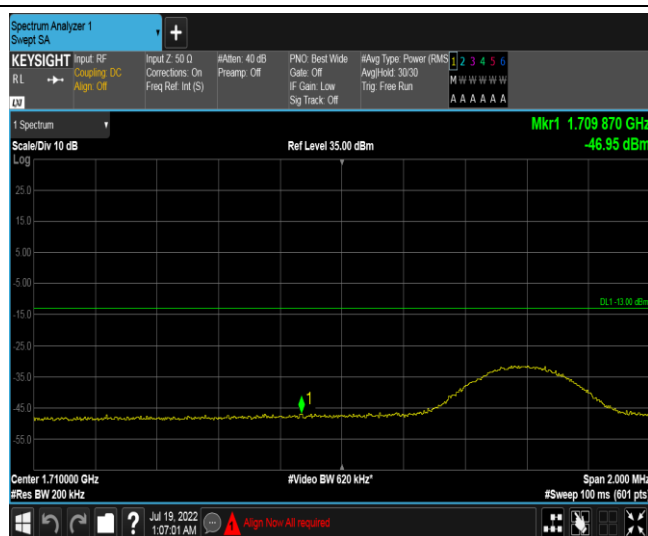 Spectrum Analyzer 1
Swept SA
+
KEYSIGHT
RL
LXI
Input: RF
Coupling: DC
Align: Off
Input Z: 50 Ω
Corrections: On
Freq Ref: Int (S)
#Atten: 40 dB
Preamp: Off
PNO: Best Wide
Gate: Off
IF Gain: Low
Sig Track: Off
#Avg Type: Power (RMS
Avg|Hold: 30/30
Trig: Free Run
1 2 3 4 5 6
M W W W W W
A A A A A A
1 Spectrum
Mkr1 1.709 870 GHz
Scale/Div 10 dB
Ref Level 35.00 dBm
-46.95 dBm
Log
25.0
15.0
5.00
-5.00
DL1 -13.00 dBm
-15.0
-25.0
-35.0
1
-45.0
-55.0
Center 1.710000 GHz
#Video BW 620 kHz*
Span 2.000 MHz
#Res BW 200 kHz
#Sweep 100 ms (601 pts)
?
Jul 19, 2022
1:07:01 AM
Align Now All required